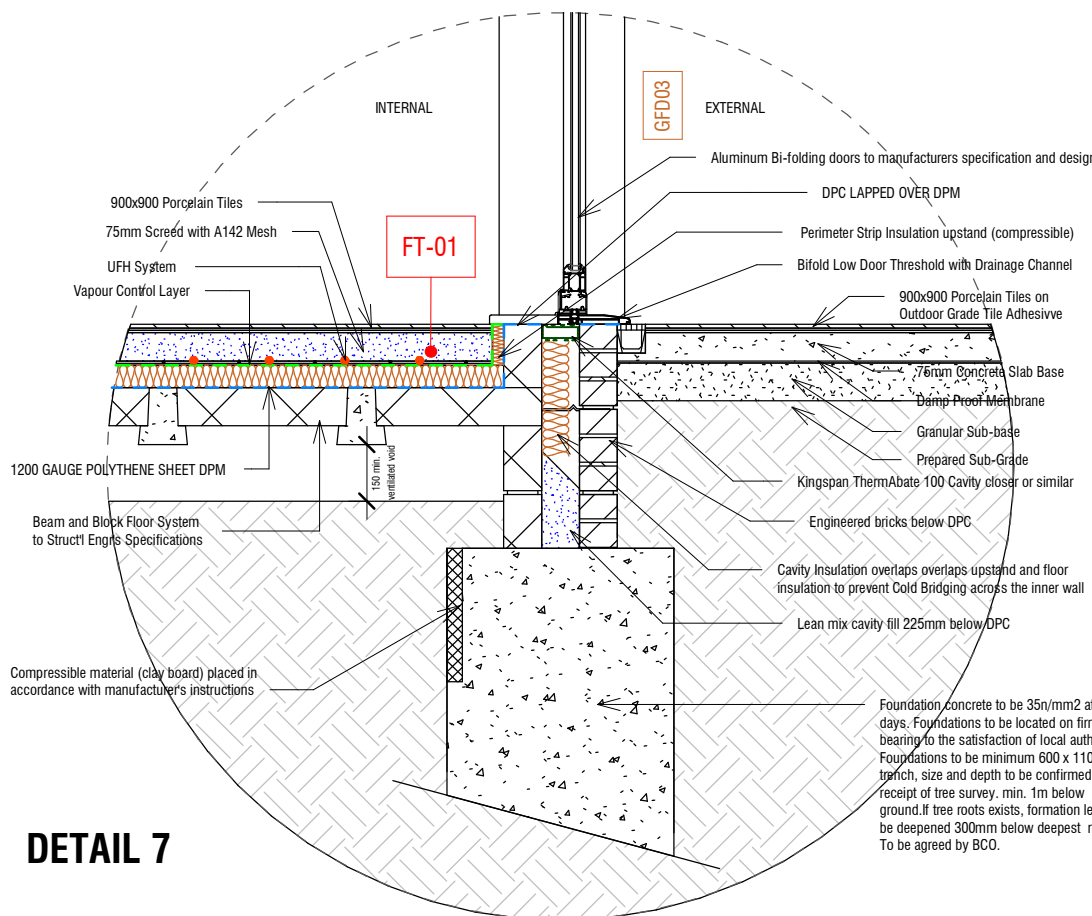 INTERNAL
GFD03
EXTERNAL
Aluminum Bi-folding doors to manufacturers specification and design
DPC LAPPED OVER DPM
Perimeter Strip Insulation upstand (compressible)
Bifold Low Door Threshold with Drainage Channel
900x900 Porcelain Tiles on
Outdoor Grade Tile Adhesivve
75mm Concrete Slab Base
Damp Proof Membrane
Granular Sub-base
Prepared Sub-Grade
Kingspan ThermAbate 100 Cavity closer or similar
Engineered bricks below DPC
Cavity Insulation overlaps overlaps upstand and floor
insulation to prevent Cold Bridging across the inner wall
Lean mix cavity fill 225mm below DPC
900x900 Porcelain Tiles
75mm Screed with A142 Mesh
UFH System
Vapour Control Layer
FT-01
1200 GAUGE POLYTHENE SHEET DPM
150 min.
ventilated void
Beam and Block Floor System
to Struct'l Engr's Specifications
Compressible material (clay board) placed in
accordance with manufacturer's instructions
Foundation concrete to be 35n/mm2 at
days. Foundations to be located on firm
bearing to the satisfaction of local auth
Foundations to be minimum 600 x 110
trench, size and depth to be confirmed
receipt of tree survey. min. 1m below
ground.If tree roots exists, formation le
be deepened 300mm below deepest r
To be agreed by BCO.
DETAIL 7